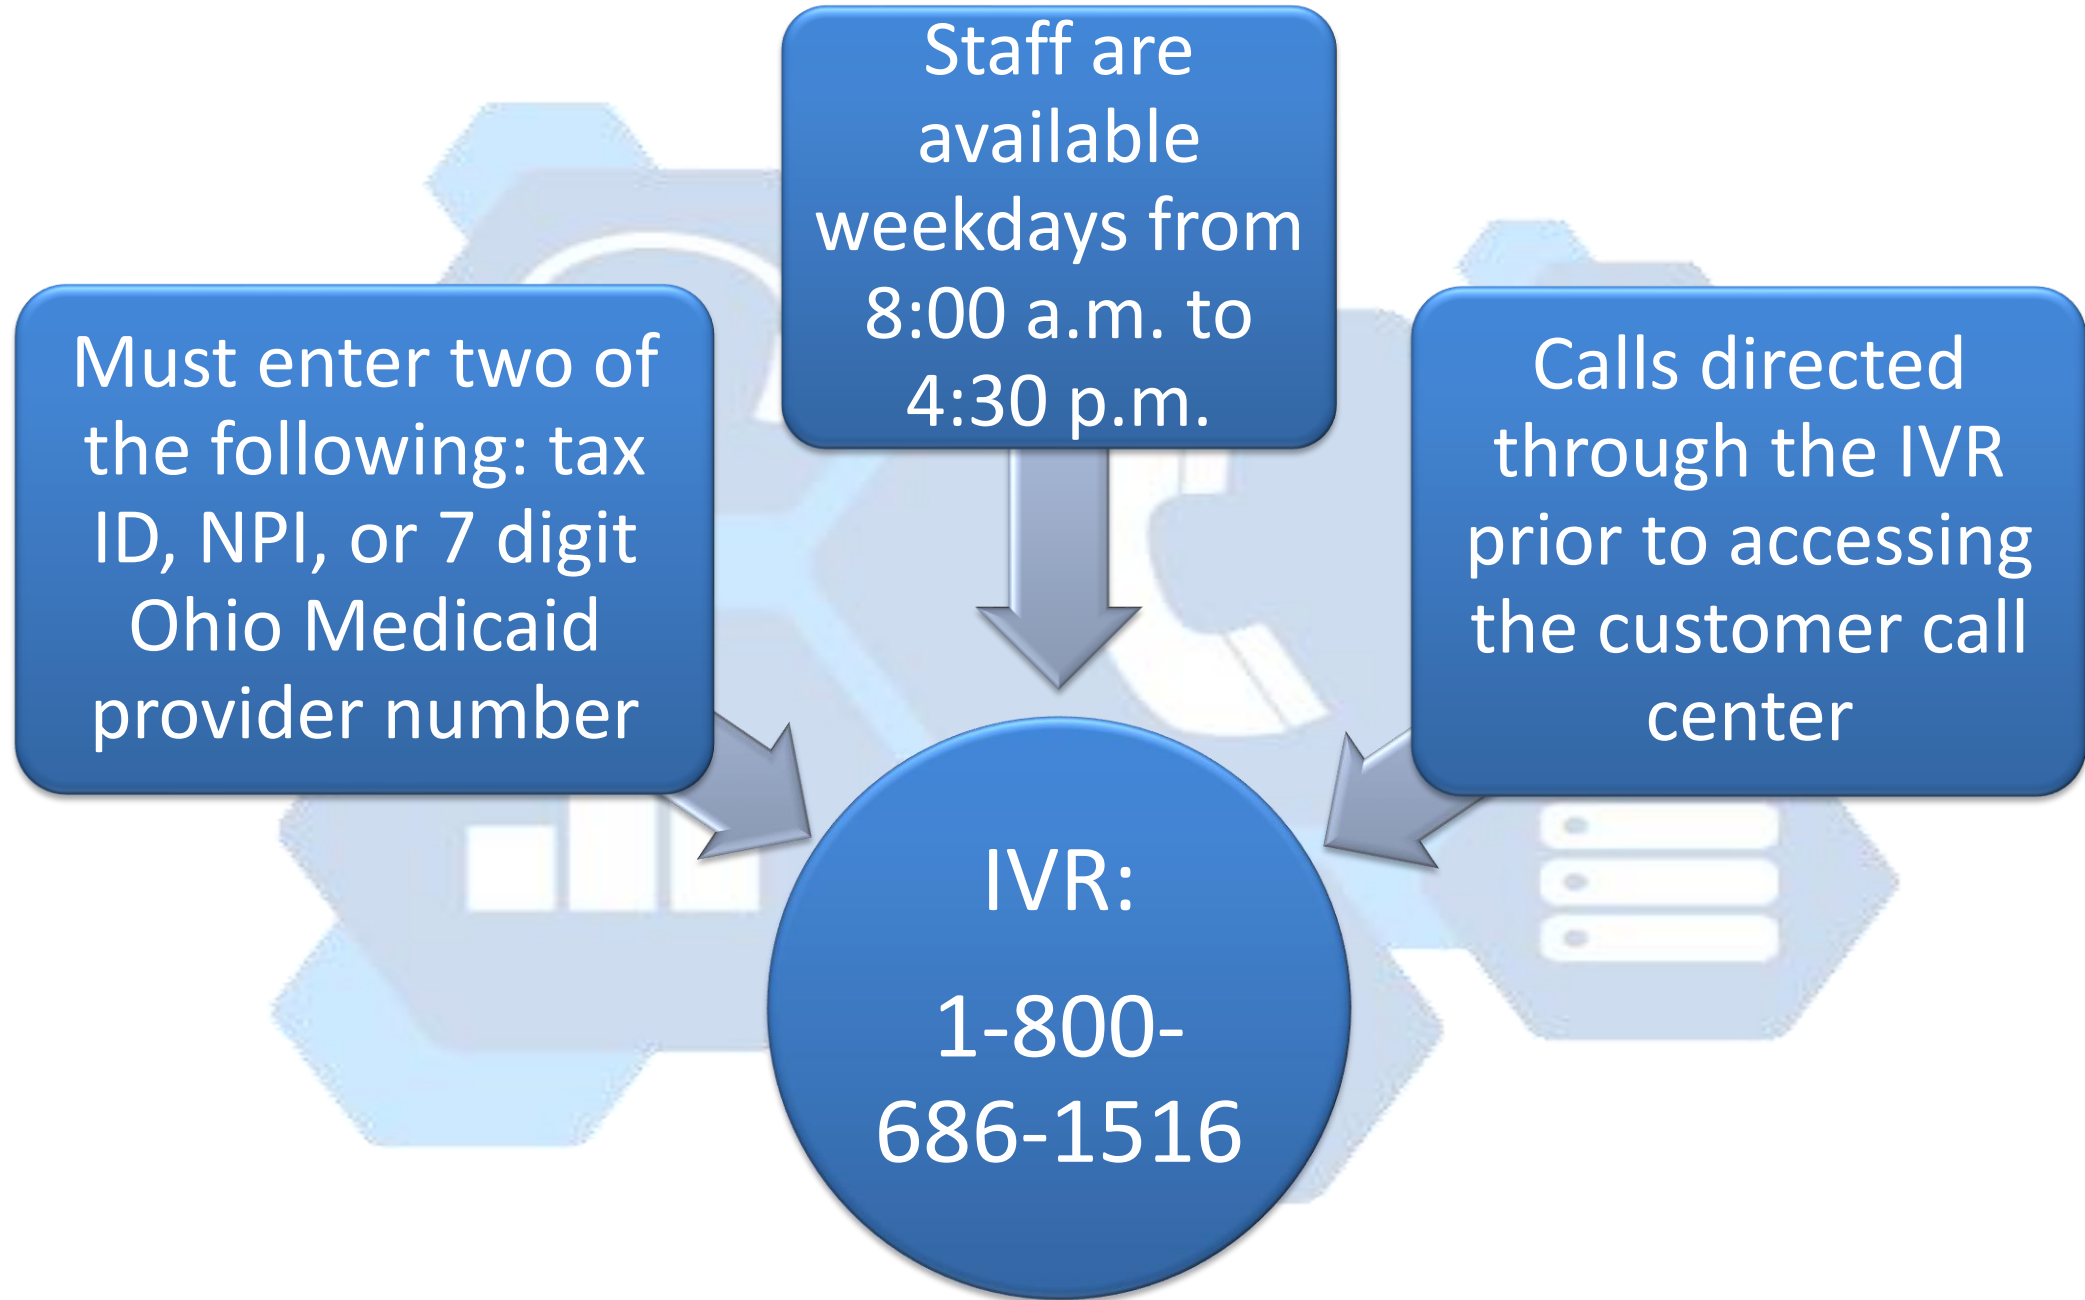 Staff are
available
weekdays from
8:00 a.m. to
4:30 p.m.
Must enter two of
the following: tax
ID, NPI, or 7 digit
Ohio Medicaid
provider number
Calls directed
through the IVR
prior to accessing
the customer call
center
IVR:
1-800-
686-1516